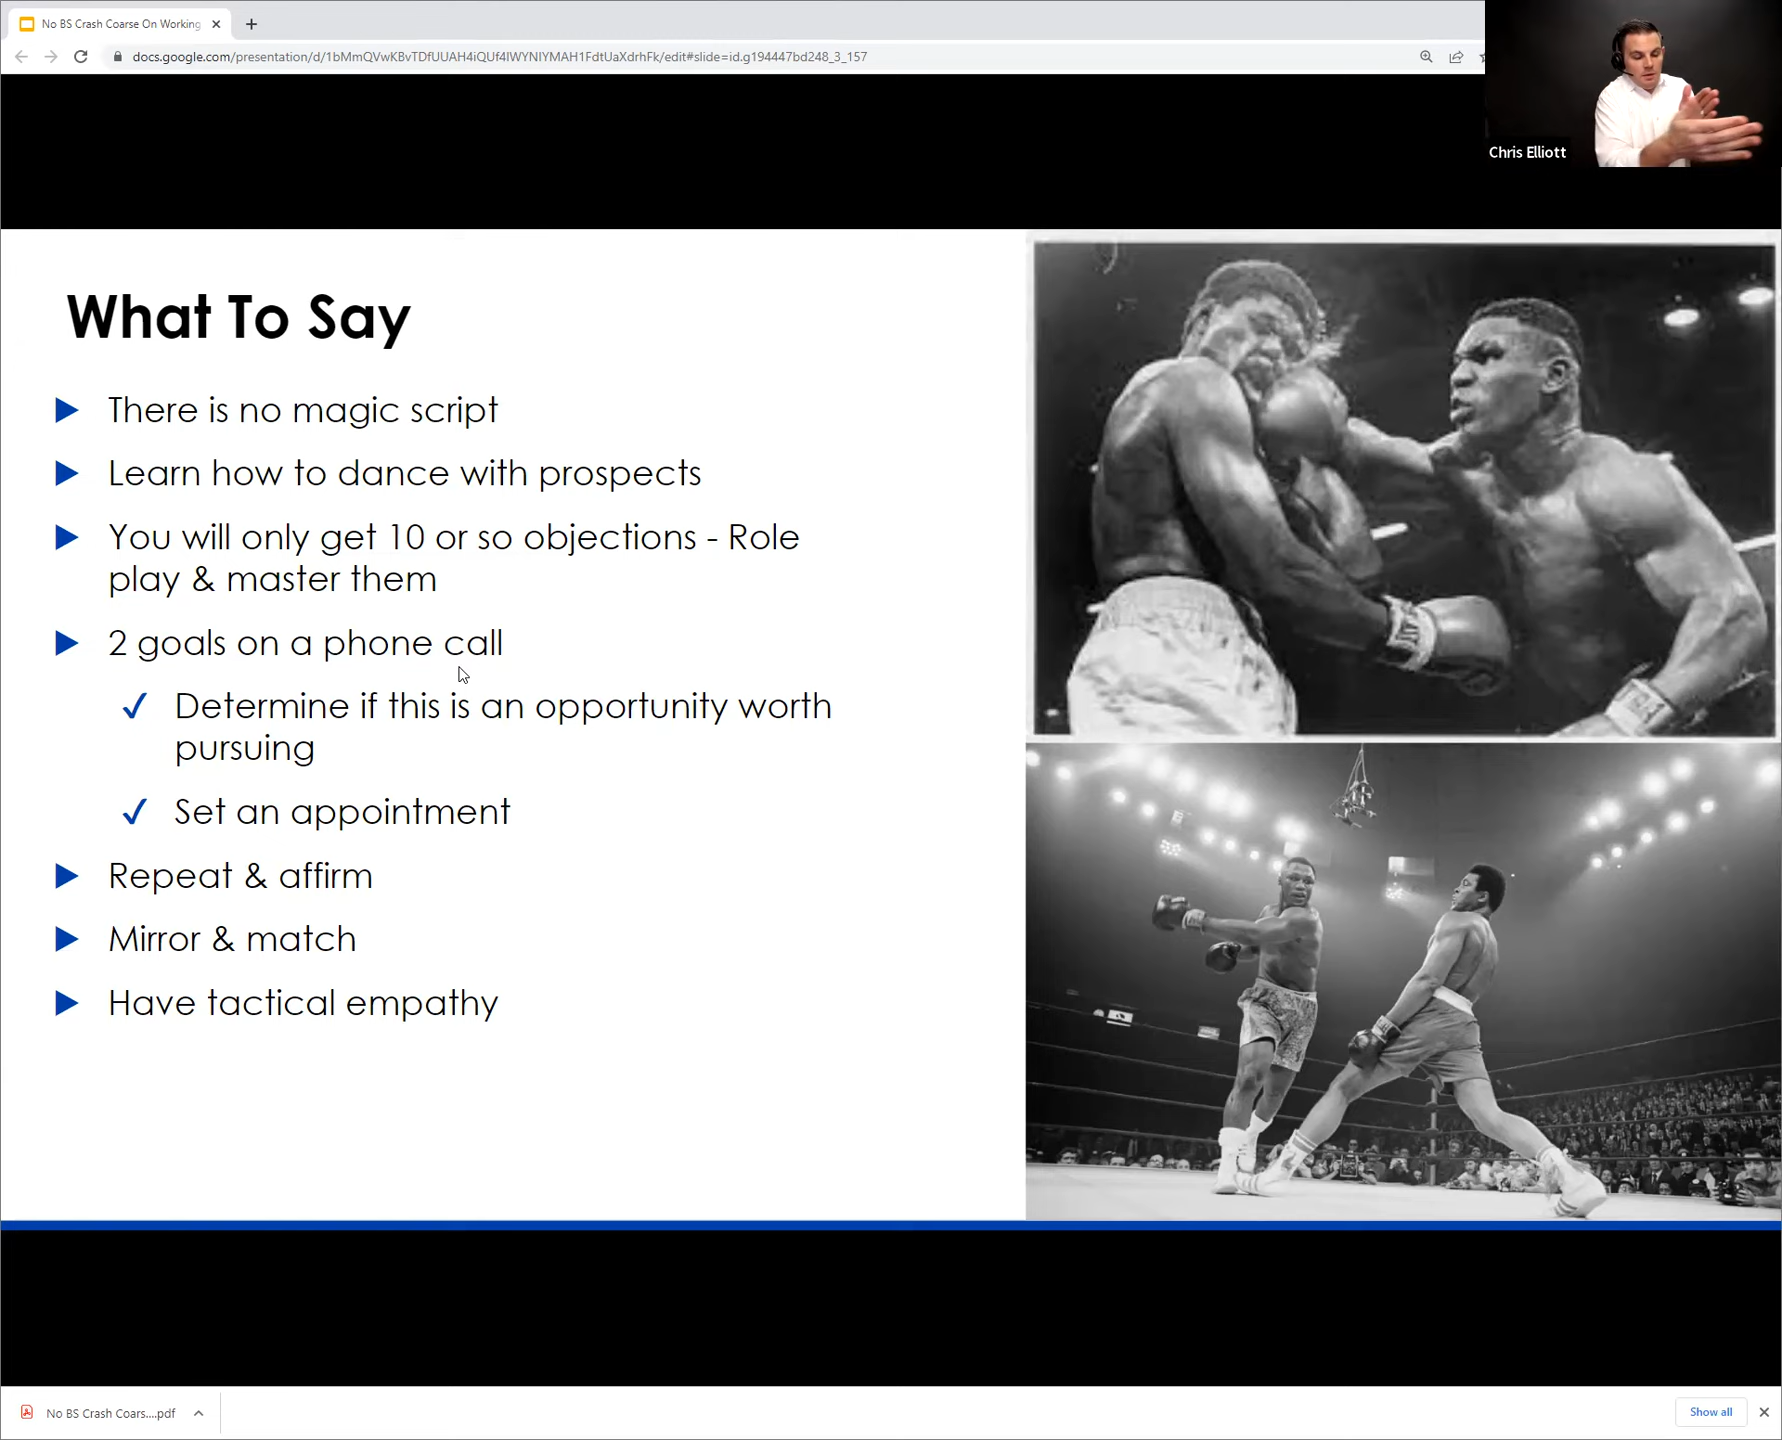 No BS Crash Coarse On Working
docs.google.com/presentation/d/1bMmQVwKBvTDfUUAH4iQUf4IWYNIYMAH1FdtUaXdrhFk/edit#slide=id.g194447bd248_3_157
Chris Elliott
What To Say
There is no magic script
Learn how to dance with prospects
You will only get 10 or so objections - Role
play & master them
2 goals on a phone call
Determine if this is an opportunity worth
pursuing
Set an appointment
Repeat & affirm
Mirror & match
Have tactical empathy
No BS Crash Coars....pdf
Show all